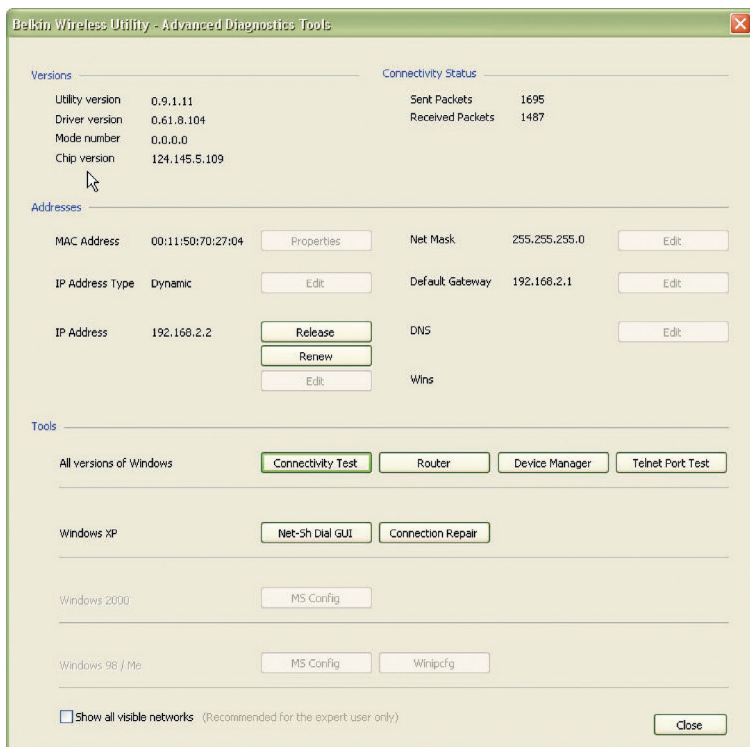 Belkin Wireless Utility - Advanced Diagnostics Tools
Versions
Utility version 0.9.1.11
Driver version 0.61.8.104
Mode number 0.0.0.0
Chip version 124.145.5.109
Connectivity Status
Sent Packets 1695
Received Packets 1487
Addresses
MAC Address 00:11:50:70:27:04 Properties
Net Mask 255.255.255.0 Edit
IP Address Type Dynamic Edit
Default Gateway 192.168.2.1 Edit
IP Address 192.168.2.2 Release
Renew
Edit
DNS Edit
Wins
Tools
All versions of Windows Connectivity Test Router Device Manager Telnet Port Test
Windows XP Net-Sh Dial GUI Connection Repair
Windows 2000 MS Config
Windows 98 / Me MS Config Winipcfg
Show all visible networks (Recommended for the expert user only)
Close